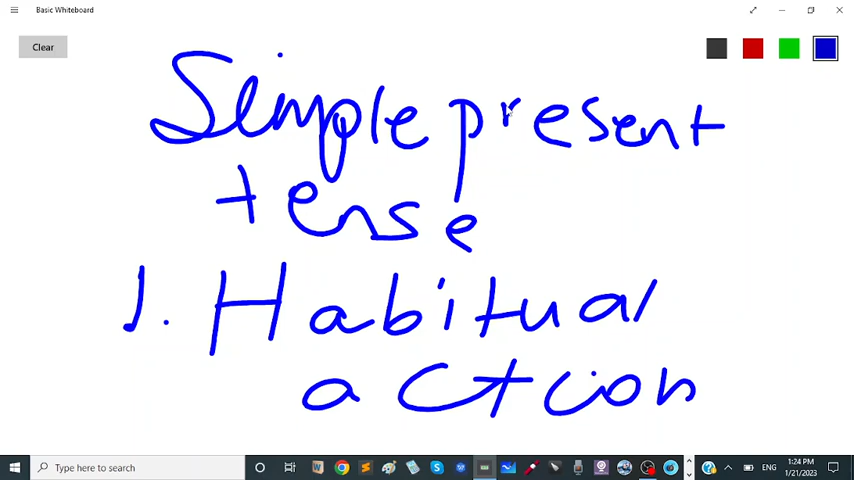 Basic Whiteboard
Clear
Simple present
tense
1. Habitual
action
Type here to search
ENG
1:24 PM
1/21/2023